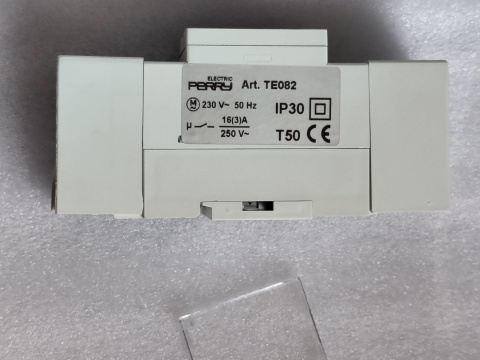 ELECTRIC
PERRY Art. TE082
M 230 V~ 50 Hz IP30
µ 16(3)A
250 V~ T50 CE